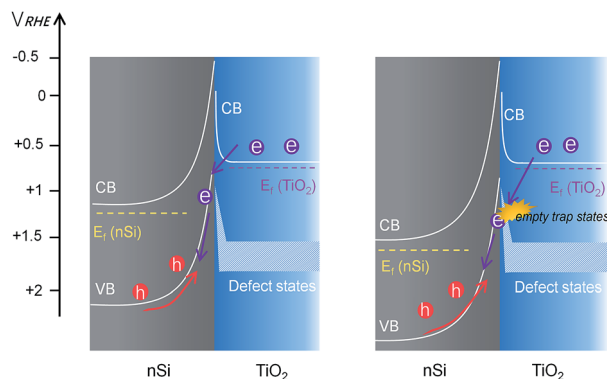 V RHE
-0.5
0
+0.5
+1
+1.5
+2
CB
e e
CB
Ef (TiO2)
e
Ef (nSi)
h
h
VB
Defect states
nSi TiO2
CB
e e
Ef (TiO2)
e empty trap states
CB
Ef (nSi)
h
h
Defect states
VB
nSi TiO2